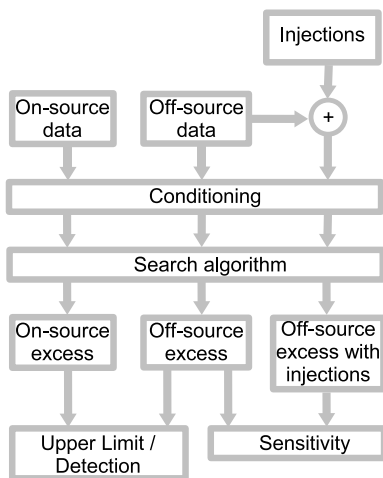 Injections
On-source
data
Off-source
data
+
Conditioning
Search algorithm
On-source
excess
Off-source
excess
Off-source
excess with
injections
Upper Limit /
Detection
Sensitivity